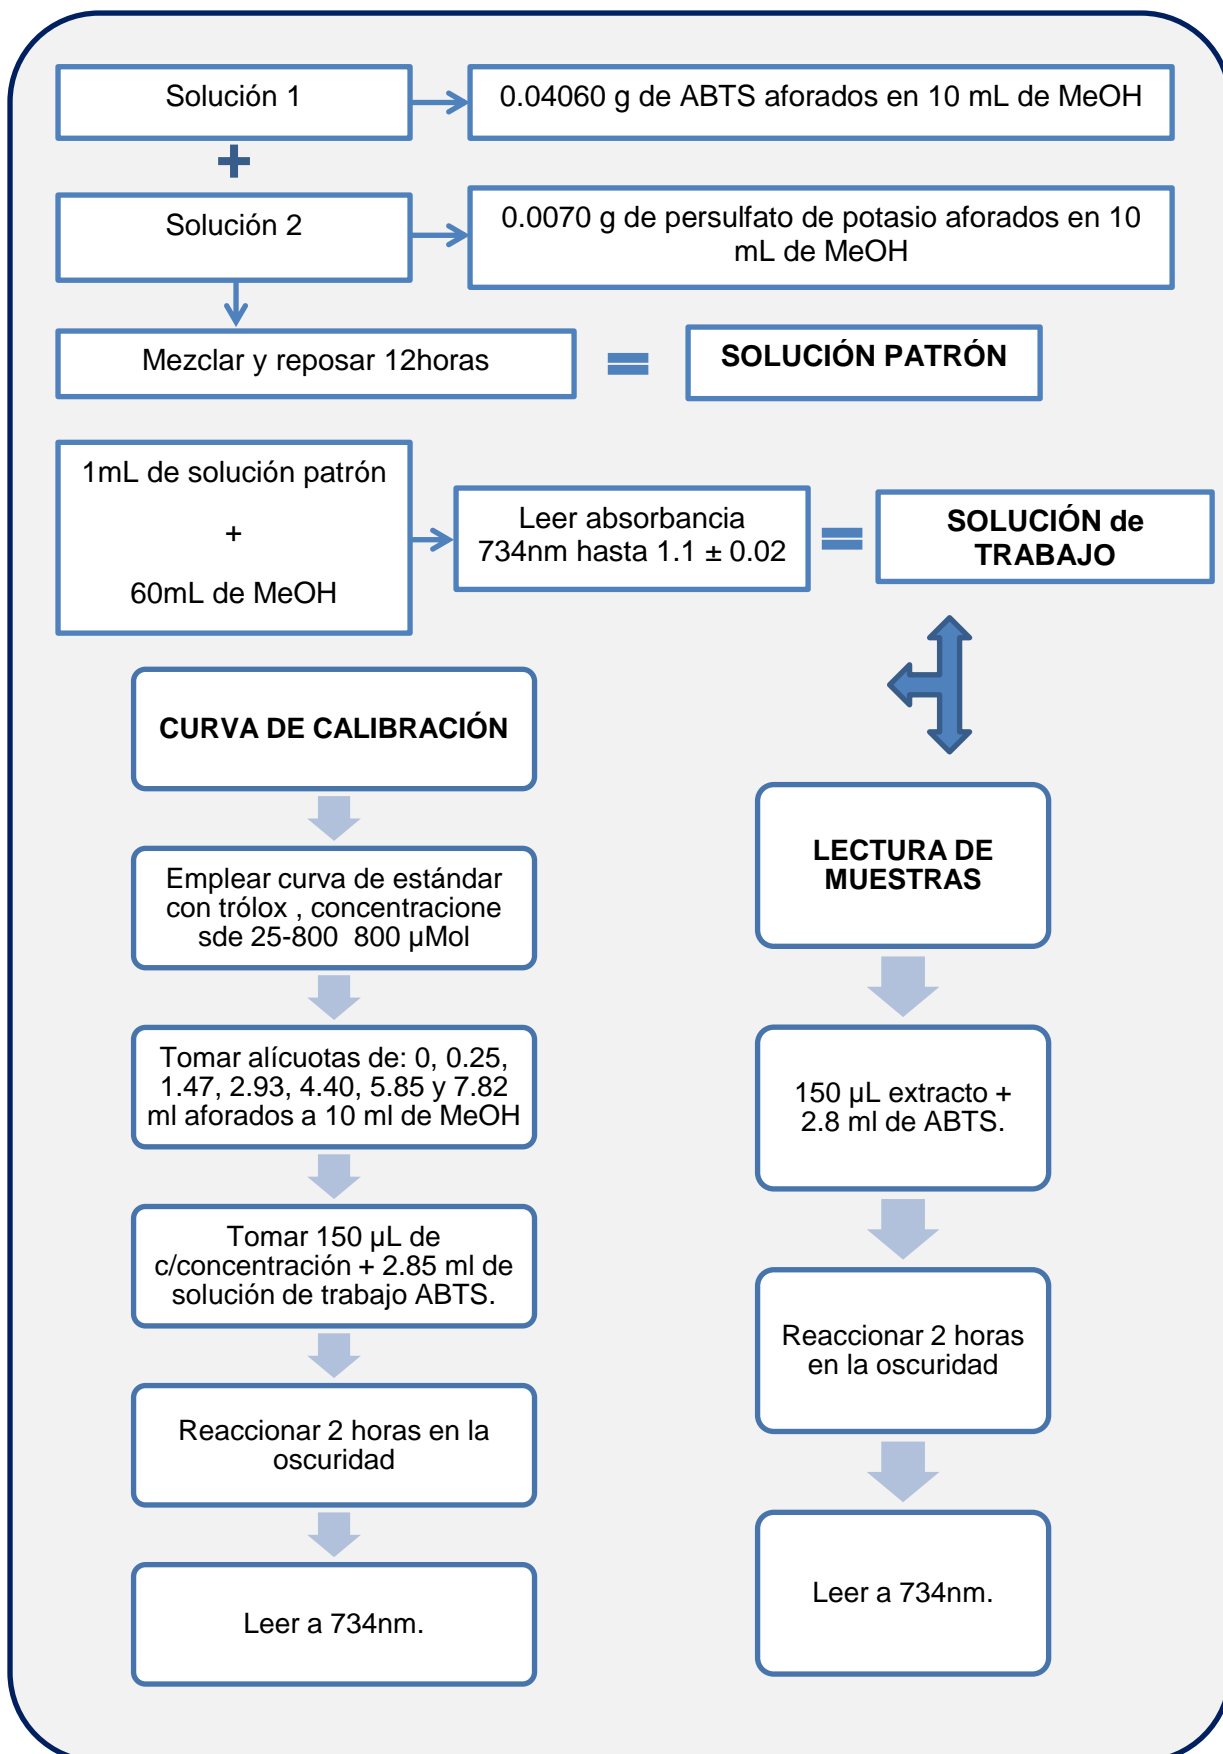 Solución 1
0.04060 g de ABTS aforados en 10 mL de MeOH
+
Solución 2
0.0070 g de persulfato de potasio aforados en 10
mL de MeOH
Mezclar y reposar 12horas
=
SOLUCIÓN PATRÓN
1mL de solución patrón
+
60mL de MeOH
Leer absorbancia
734nm hasta 1.1 ± 0.02
=
SOLUCIÓN de
TRABAJO
CURVA DE CALIBRACIÓN
Emplear curva de estándar
con trólox , concentracione
sde 25-800  800 µMol
Tomar alícuotas de: 0, 0.25,
1.47, 2.93, 4.40, 5.85 y 7.82
ml aforados a 10 ml de MeOH
Tomar 150 µL de
c/concentración + 2.85 ml de
solución de trabajo ABTS.
Reaccionar 2 horas en la
oscuridad
Leer a 734nm.
LECTURA DE
MUESTRAS
150 µL extracto +
2.8 ml de ABTS.
Reaccionar 2 horas
en la oscuridad
Leer a 734nm.